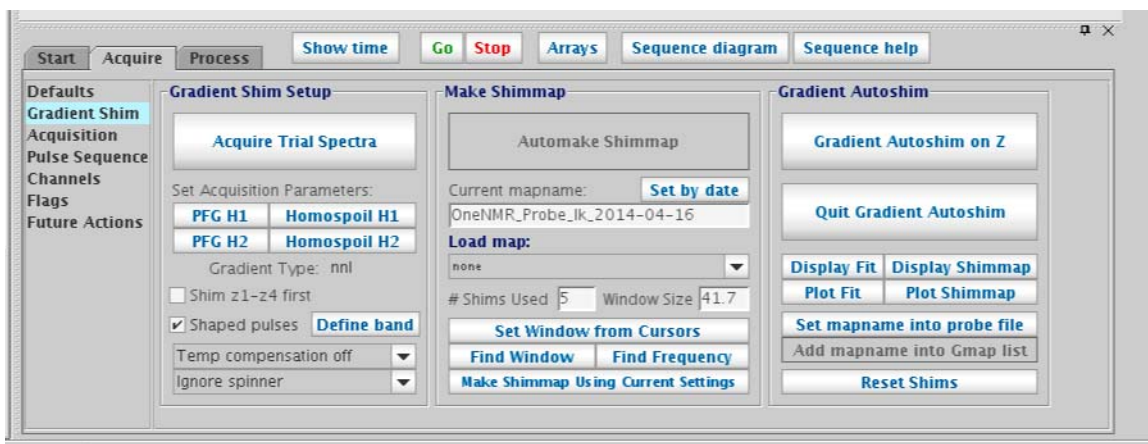 Start Acquire Process Show time Go Stop Arrays Sequence diagram Sequence help
Defaults
Gradient Shim
Acquisition
Pulse Sequence
Channels
Flags
Future Actions
Gradient Shim Setup
Acquire Trial Spectra
Set Acquisition Parameters:
PFG H1 Homospoil H1
PFG H2 Homospoil H2
Gradient Type: nnl
Shim z1-z4 first
Shaped pulses Define band
Temp compensation off
Ignore spinner
Make Shimmap
Automake Shimmap
Current mapname: Set by date
OneNMR_Probe_lk_2014-04-16
Load map:
none
# Shims Used 5 Window Size 41.7
Set Window from Cursors
Find Window Find Frequency
Make Shimmap Using Current Settings
Gradient Autoshim
Gradient Autoshim on Z
Quit Gradient Autoshim
Display Fit Display Shimmap
Plot Fit Plot Shimmap
Set mapname into probe file
Add mapname into Gmap list
Reset Shims